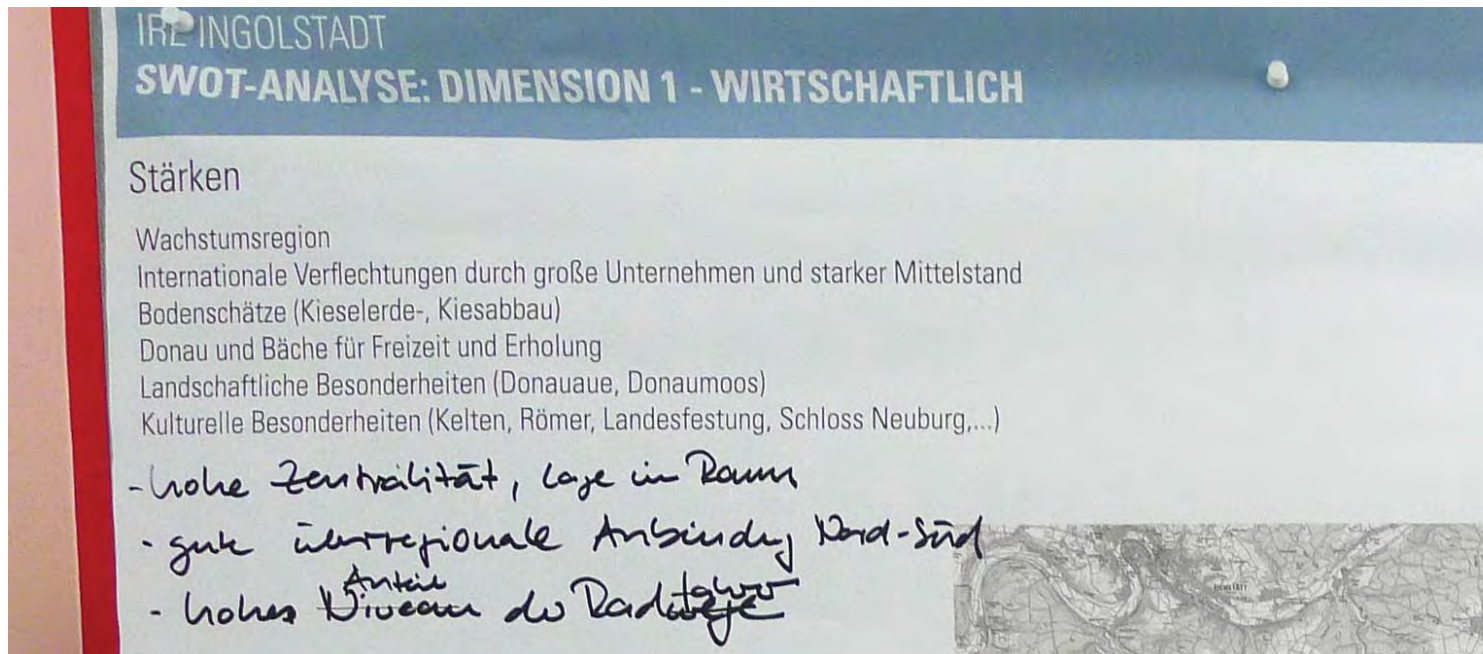 IRE INGOLSTADT
SWOT-ANALYSE: DIMENSION 1 - WIRTSCHAFTLICH
Stärken
Wachstumsregion
Internationale Verflechtungen durch große Unternehmen und starker Mittelstand
Bodenschätze (Kieselerde-, Kiesabbau)
Donau und Bäche für Freizeit und Erholung
Landschaftliche Besonderheiten (Donauaue, Donaumoos)
Kulturelle Besonderheiten (Kelten, Römer, Landesfestung, Schloss Neuburg,...)
- hohe Zentralität, Lage im Raum
- gute überregionale Anbindung Nord-Süd
Anteil
- hohes Niveau der Rad